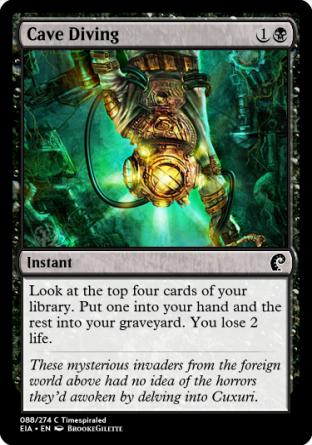 Cave Diving 1
Instant
Look at the top four cards of your
library. Put one into your hand and the
rest into your graveyard. You lose 2
life.
These mysterious invaders from the foreign
world above had no idea of the horrors
they'd awoken by delving into Cuxuri.
088/274 C Timespiraled
EIA • EN BrookeGilette